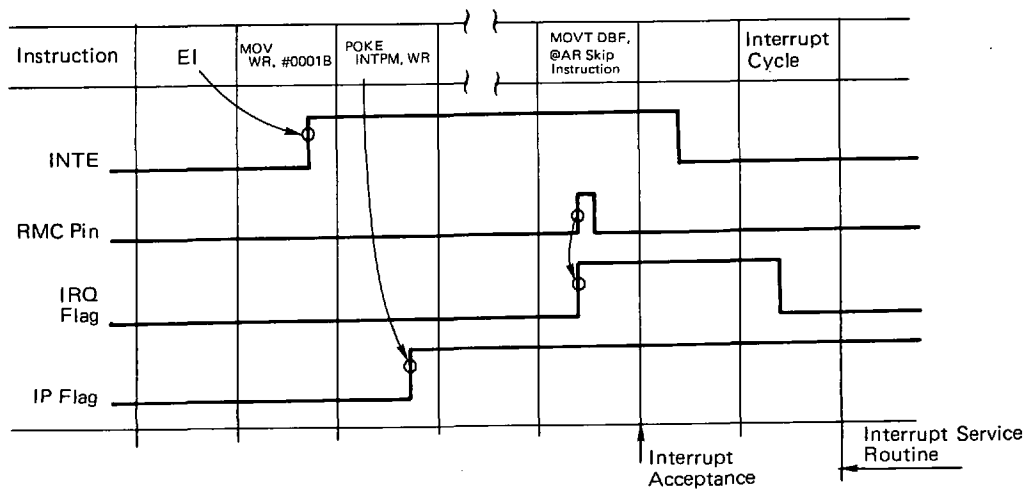 Instruction
EI
MOV
WR, #0001B
POKE
INTPM, WR
MOVT DBF,
@AR Skip
Instruction
Interrupt
Cycle
INTE
RMC Pin
IRQ
Flag
IP Flag
Interrupt
Acceptance
Interrupt Service
Routine